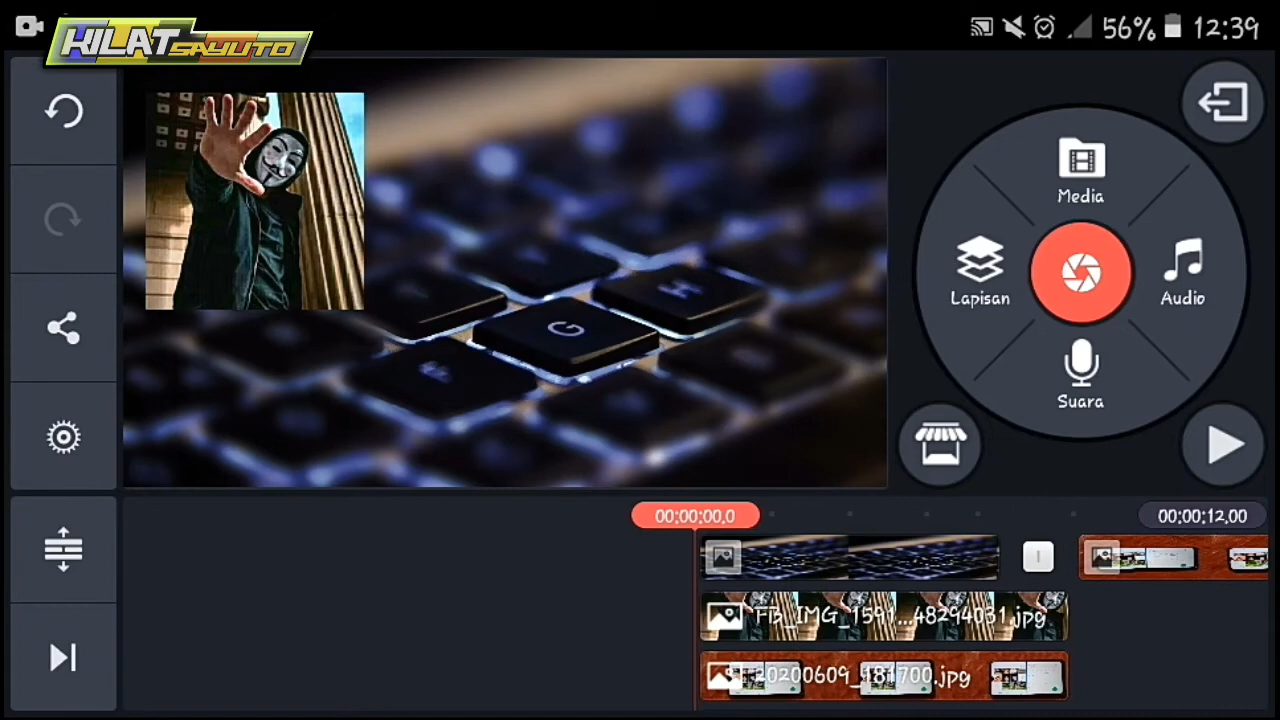 56% 12:39
KILAT SAYUTO
Media
Lapisan
Audio
Suara
G
H
00:00:00.0
00:00:12.00
FB_IMG_1591...48294031.jpg
20200609_181700.jpg